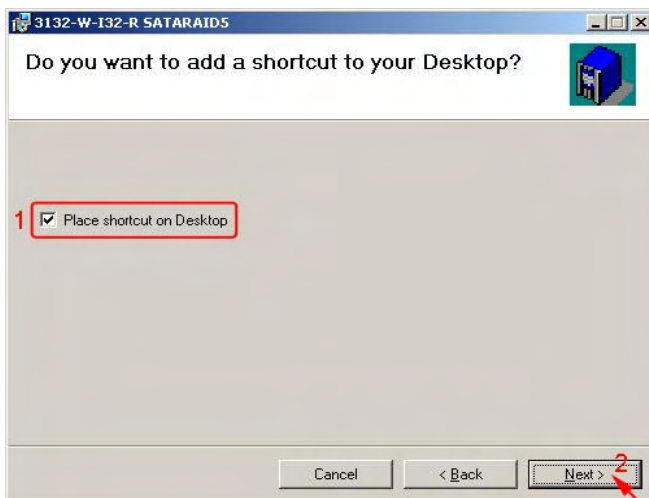 3132-W-I32-R SATARAID5
Do you want to add a shortcut to your Desktop?
1 Place shortcut on Desktop
2
Cancel < Back Next >